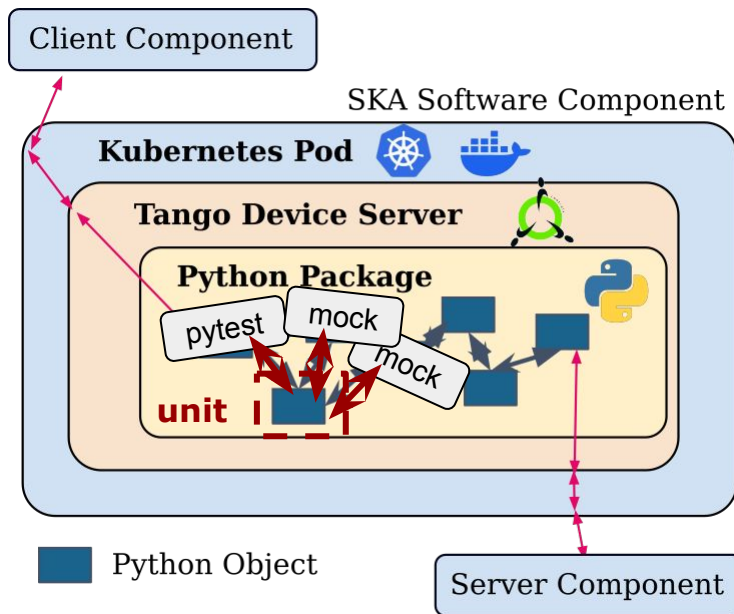 Client Component
SKA Software Component
Kubernetes Pod
Tango Device Server
Python Package
pytest
mock
mock
unit
Python Object
Server Component